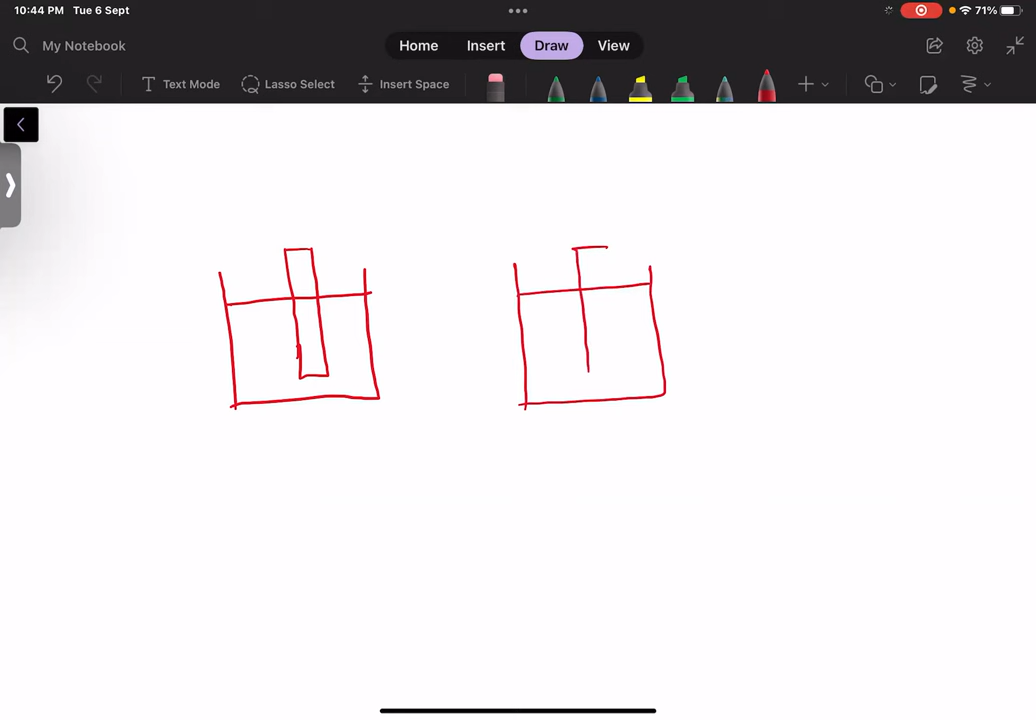 10:44 PM Tue 6 Sept
71%
My Notebook
Home Insert Draw View
Text Mode Lasso Select Insert Space